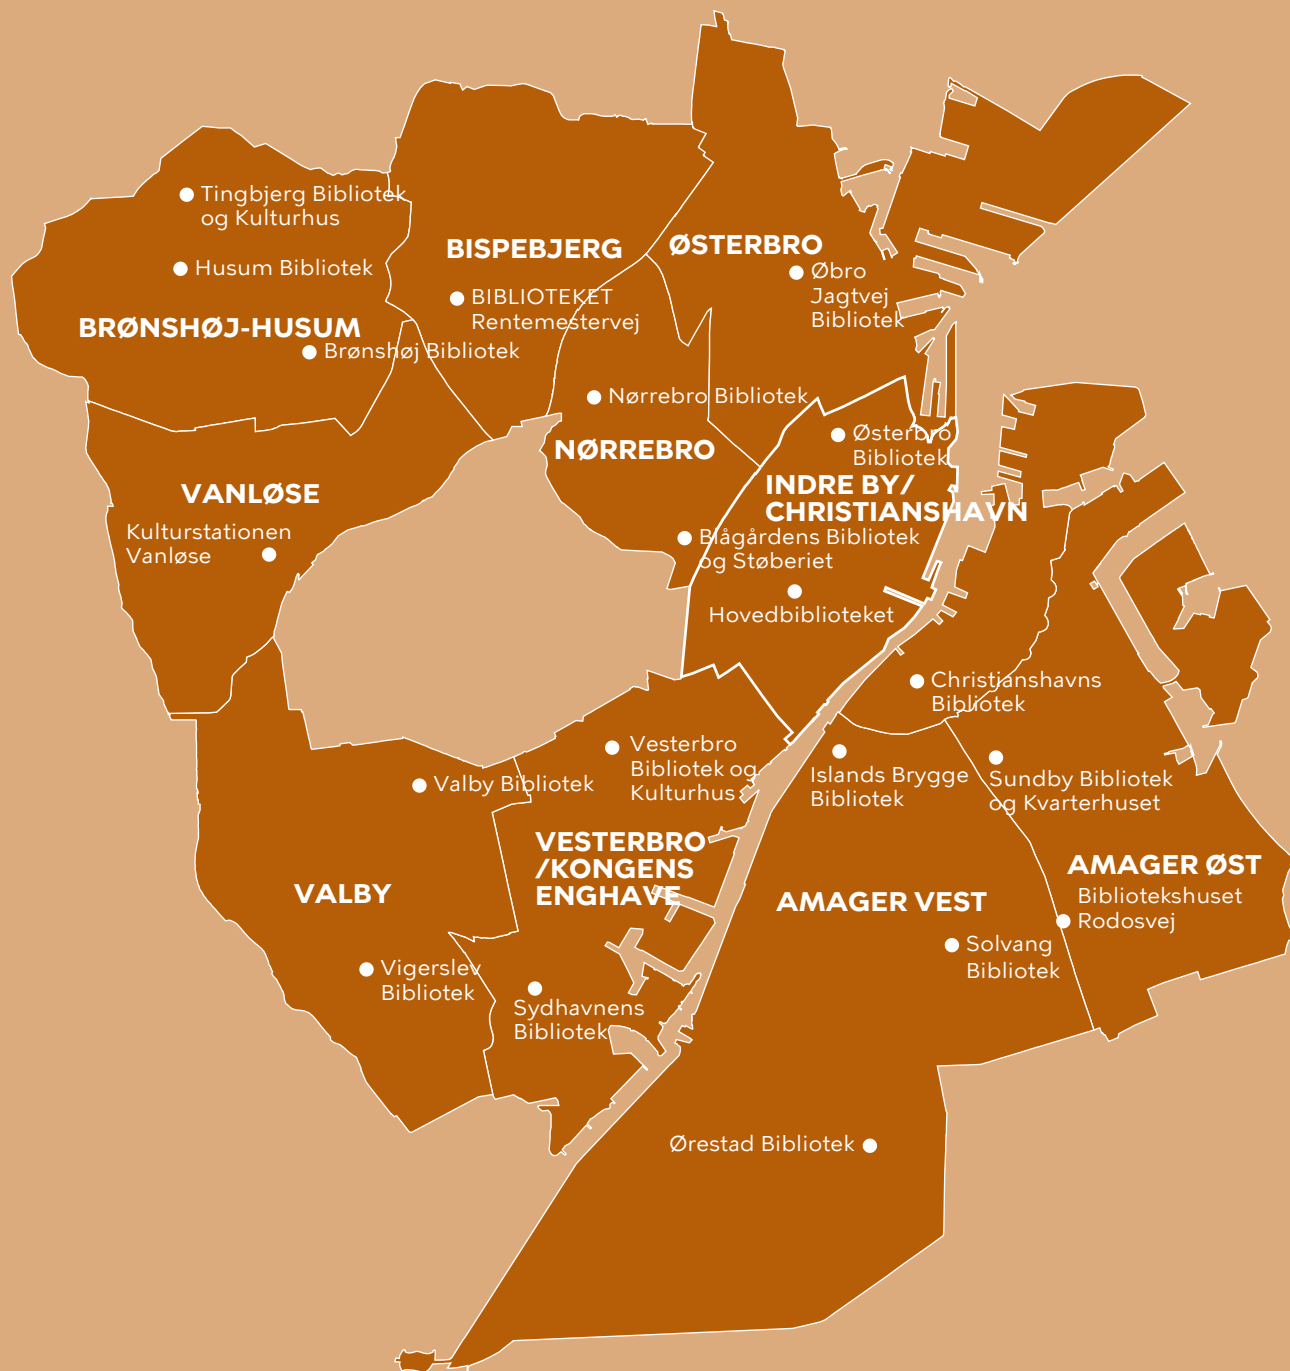 Tingbjerg Bibliotek
og Kulturhus
Husum Bibliotek
BRØNSHØJ-HUSUM
Brønshøj Bibliotek
BISPEBJERG
BIBLIOTEKET
Rentemestervej
ØSTERBRO
Øbro
Jagtvej
Bibliotek
Nørrebro Bibliotek
NØRREBRO
Østerbro
Bibliotek
INDRE BY/
CHRISTIANSHAVN
Blågårdens Bibliotek
og Støberiet
Hovedbiblioteket
VANLØSE
Kulturstationen
Vanløse
Christianshavns
Bibliotek
Vesterbro
Bibliotek og
Kulturhus
Valby Bibliotek
Islands Brygge
Bibliotek
Sundby Bibliotek
og Kvarterhuset
VESTERBRO
/KONGENS
ENGHAVE
VALBY
AMAGER VEST
AMAGER ØST
Bibliotekshuset
Rodosvej
Solvang
Bibliotek
Vigerslev
Bibliotek
Sydhavnens
Bibliotek
Ørestad Bibliotek